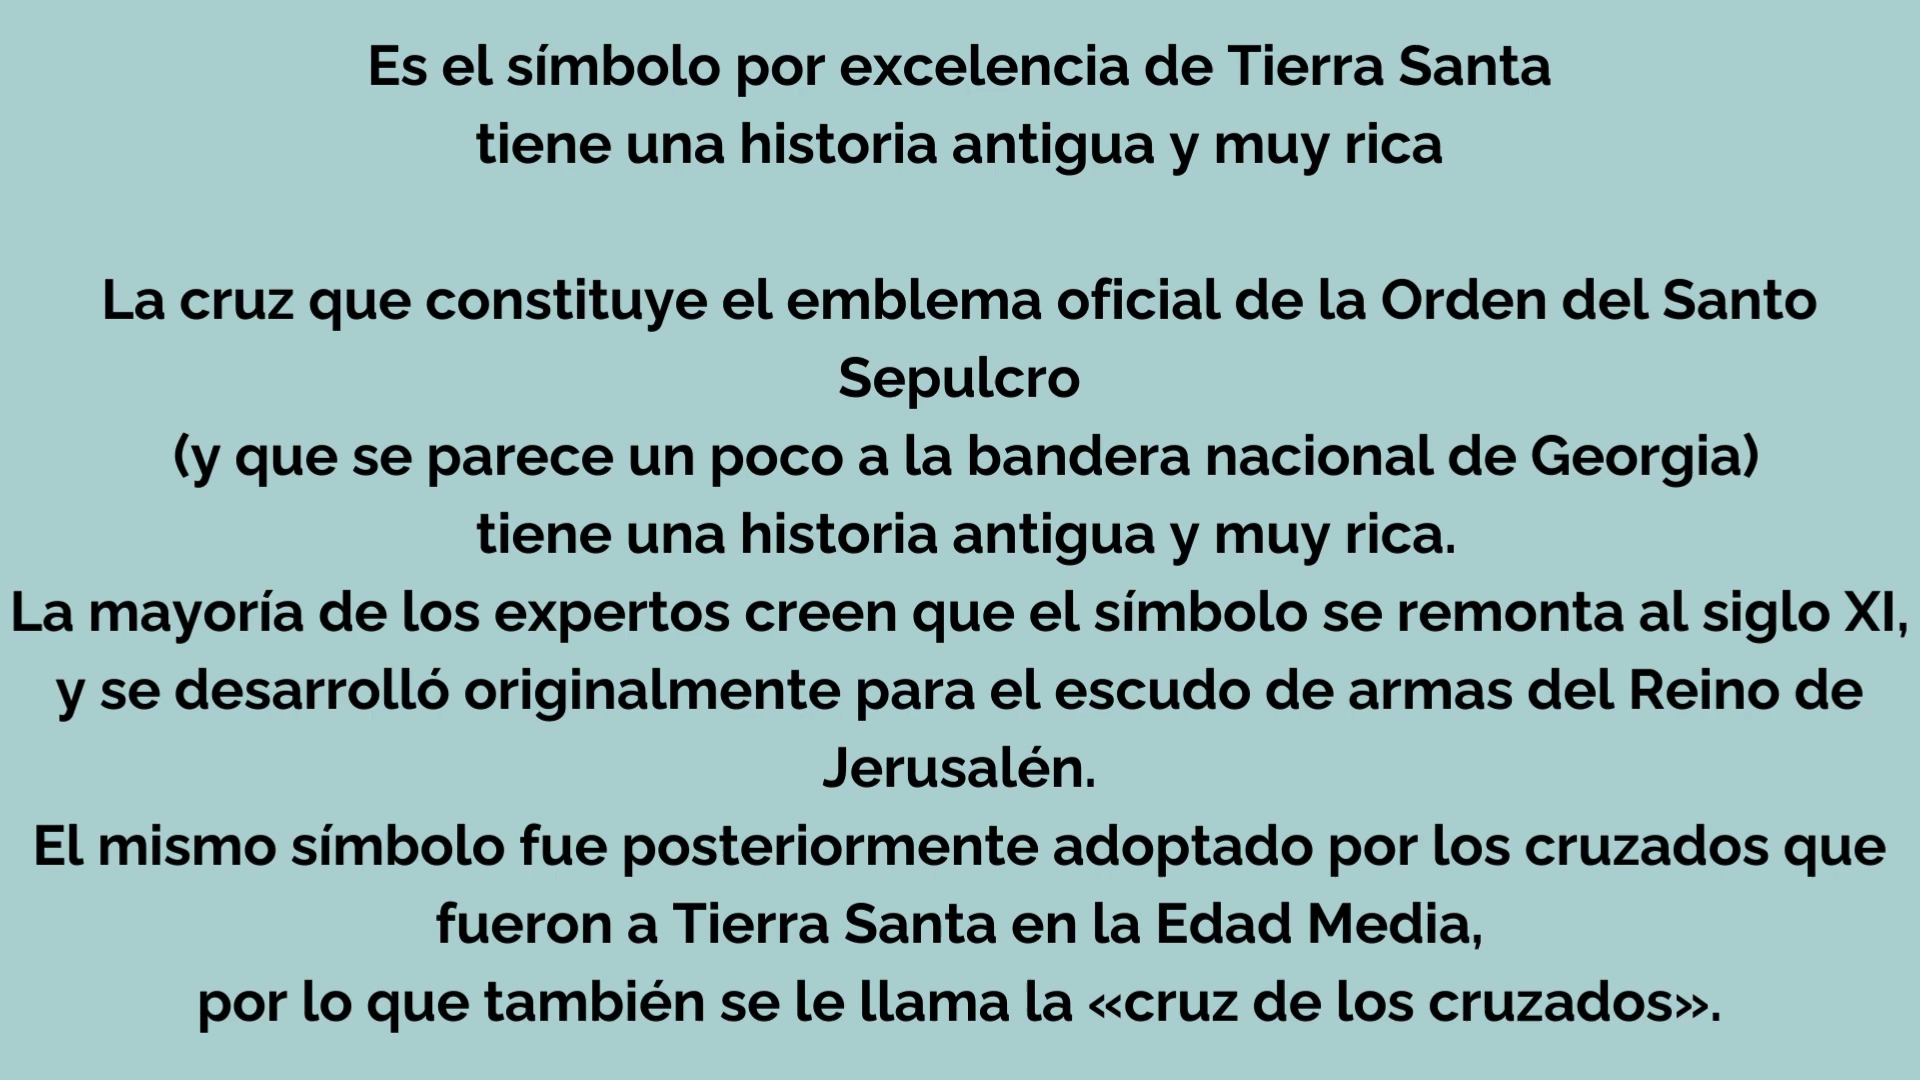 Es el símbolo por excelencia de Tierra Santa
tiene una historia antigua y muy rica
La cruz que constituye el emblema oficial de la Orden del Santo
Sepulcro
(y que se parece un poco a la bandera nacional de Georgia)
tiene una historia antigua y muy rica.
La mayoría de los expertos creen que el símbolo se remonta al siglo XI,
y se desarrolló originalmente para el escudo de armas del Reino de
Jerusalén.
El mismo símbolo fue posteriormente adoptado por los cruzados que
fueron a Tierra Santa en la Edad Media,
por lo que también se le llama la «cruz de los cruzados».